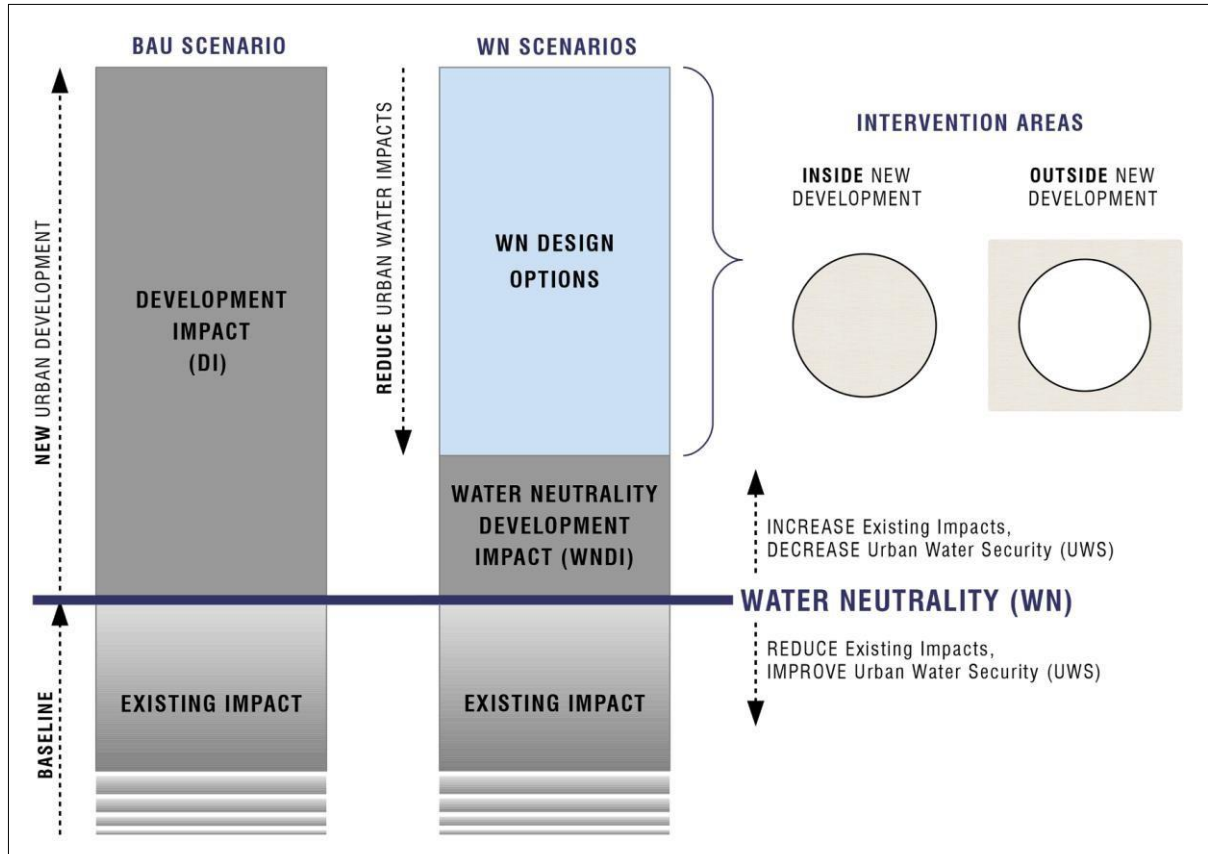 BAU SCENARIO
WN SCENARIOS
NEW URBAN DEVELOPMENT
BASELINE
DEVELOPMENT
IMPACT
(DI)
EXISTING IMPACT
REDUCE URBAN WATER IMPACTS
WN DESIGN
OPTIONS
WATER NEUTRALITY
DEVELOPMENT
IMPACT (WNDI)
EXISTING IMPACT
INTERVENTION AREAS
INSIDE NEW
DEVELOPMENT
OUTSIDE NEW
DEVELOPMENT
INCREASE Existing Impacts,
DECREASE Urban Water Security (UWS)
WATER NEUTRALITY (WN)
REDUCE Existing Impacts,
IMPROVE Urban Water Security (UWS)